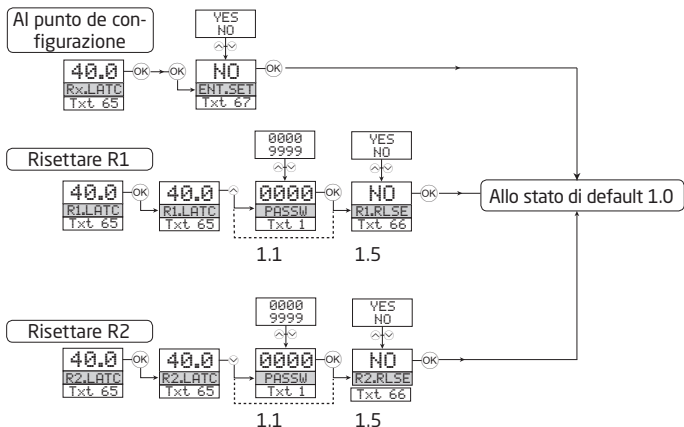 Al punto de con-
figurazione
YES
NO
40.0
Rx.LATC
Txt 65
OK
OK
NO
ENT.SET
Txt 67
OK
Risettare R1
0000
9999
YES
NO
40.0
R1.LATC
Txt 65
OK
40.0
R1.LATC
Txt 65
0000
PASSW
Txt 1
OK
NO
R1.RLSE
Txt 66
OK
Allo stato di default 1.0
1.1
1.5
Risettare R2
0000
9999
YES
NO
40.0
R2.LATC
Txt 65
OK
40.0
R2.LATC
Txt 65
0000
PASSW
Txt 1
OK
NO
R2.RLSE
Txt 66
OK
1.1
1.5